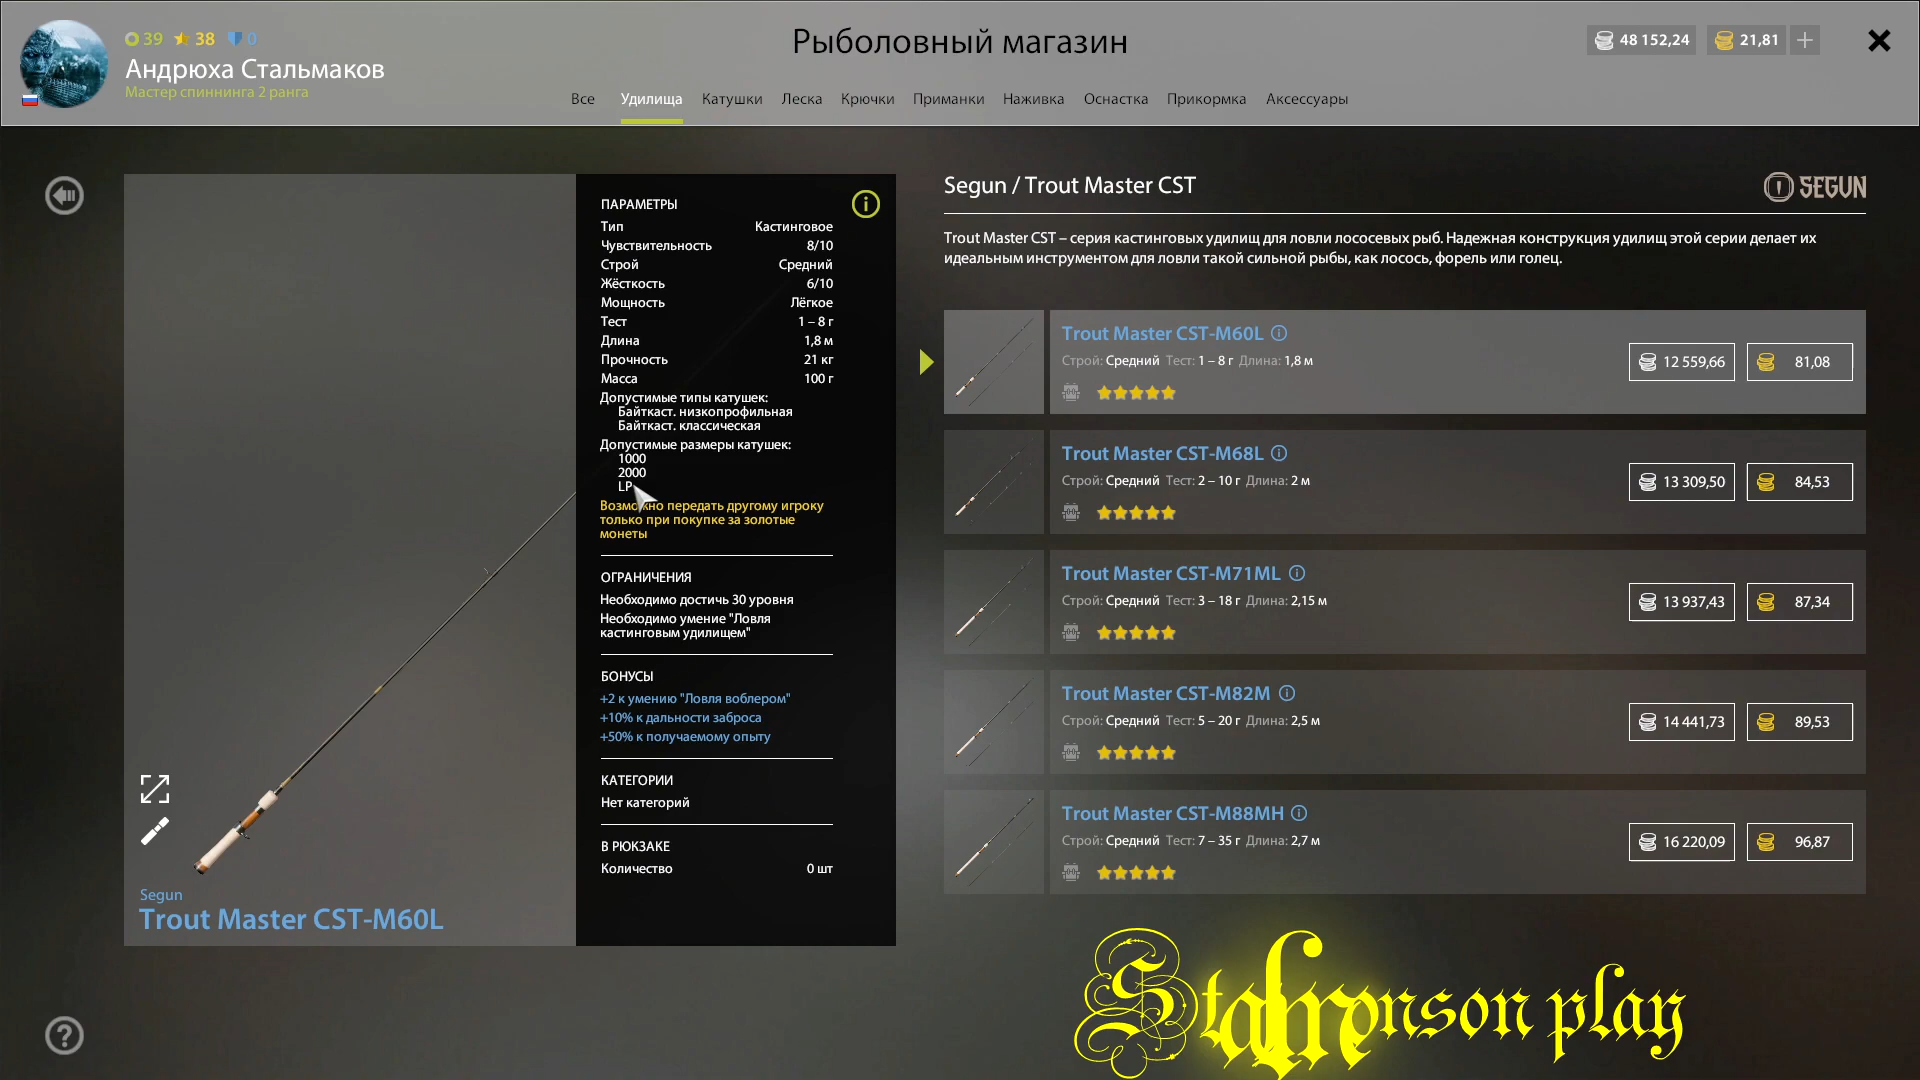 39 38 0
Андрюха Стальмаков
Мастер спиннинга 2 ранга
Рыболовный магазин
48 152,24 21,81
Все Удилища Катушки Леска Крючки Приманки Наживка Оснастка Прикормка Аксессуары
ПАРАМЕТРЫ
Тип Кастинговое
Чувствительность 8/10
Строй Средний
Жёсткость 6/10
Мощность Лёгкое
Тест 1 – 8 г
Длина 1,8 м
Прочность 21 кг
Масса 100 г
Допустимые типы катушек:
Байткаст. низкопрофильная
Байткаст. классическая
Допустимые размеры катушек:
1000
2000
LP
Возможно передать другому игроку
только при покупке за золотые
монеты
ОГРАНИЧЕНИЯ
Необходимо достичь 30 уровня
Необходимо умение "Ловля
кастинговым удилищем"
БОНУСЫ
+2 к умению "Ловля воблером"
+10% к дальности заброса
+50% к получаемому опыту
КАТЕГОРИИ
Нет категорий
В РЮКЗАКЕ
Количество 0 шт
Segun
Trout Master CST-M60L
Segun / Trout Master CST
SEGUN
Trout Master CST – серия кастинговых удилищ для ловли лососевых рыб. Надежная конструкция удилищ этой серии делает их
идеальным инструментом для ловли такой сильной рыбы, как лосось, форель или голец.
Trout Master CST-M60L
Строй: Средний Тест: 1 – 8 г Длина: 1,8 м
12 559,66 81,08
Trout Master CST-M68L
Строй: Средний Тест: 2 – 10 г Длина: 2 м
13 309,50 84,53
Trout Master CST-M71ML
Строй: Средний Тест: 3 – 18 г Длина: 2,15 м
13 937,43 87,34
Trout Master CST-M82M
Строй: Средний Тест: 5 – 20 г Длина: 2,5 м
14 441,73 89,53
Trout Master CST-M88MH
Строй: Средний Тест: 7 – 35 г Длина: 2,7 м
16 220,09 96,87
play